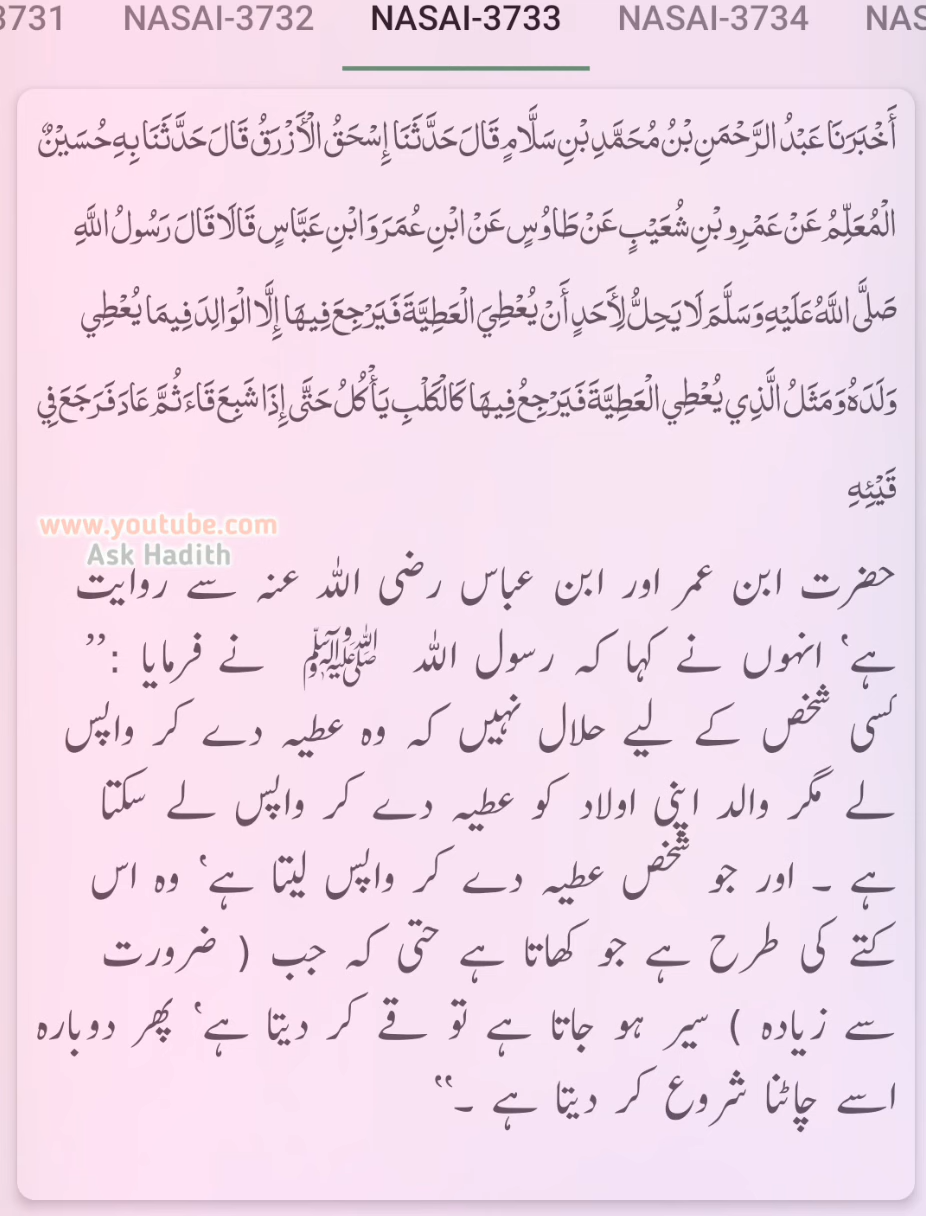 3731 NASAI-3732 NASAI-3733 NASAI-3734 NAS
أَخْبَرَنَا عَبْدُ الرَّحْمَنِ بْنُ مُحَمَّدِ بْنِ سَلَّامٍ قَالَ حَدَّثَنَا إِسْحَقُ الْأَزْرَقُ قَالَ حَدَّثَنَا بِهِ حُسَيْنٌ
الْمُعَلِّمُ عَنْ عَمْرِو بْنِ شُعَيْبٍ عَنْ طَاوُسٍ عَنْ ابْنِ عُمَرَ وَابْنِ عَبَّاسٍ قَالَا قَالَ رَسُولُ اللَّهِ
صَلَّى اللَّهُ عَلَيْهِ وَسَلَّمَ لَا يَحِلُّ لِأَحَدٍ أَنْ يُعْطِيَ الْعَطِيَّةَ فَيَرْجِعَ فِيهَا إِلَّا الْوَالِدَ فِيمَا يُعْطِي
وَلَدَهُ وَمَثَلُ الَّذِي يُعْطِي الْعَطِيَّةَ فَيَرْجِعُ فِيهَا كَالْكَلْبِ يَأْكُلُ حَتَّى إِذَا شَبِعَ قَاءَ ثُمَّ عَادَ فَرَجَعَ فِي
قَيْئِهِ
www.youtube.com
Ask Hadith
حضرت ابن عمر اور ابن عباس رضی اللہ عنہ سے روایت
ہے‘ انہوں نے کہا کہ رسول اللہ ﷺ نے فرمایا :’’
کسی شخص کے لیے حلال نہیں کہ وہ عطیہ دے کر واپس
لے مگر والد اپنی اولاد کو عطیہ دے کر واپس لے سکتا
ہے ۔ اور جو شخص عطیہ دے کر واپس لیتا ہے‘ وہ اس
کتے کی طرح ہے جو کھاتا ہے حتی کہ جب ( ضرورت
سے زیادہ ) سیر ہو جاتا ہے تو قے کر دیتا ہے‘ پھر دوبارہ
اسے چاٹنا شروع کر دیتا ہے ۔‘‘